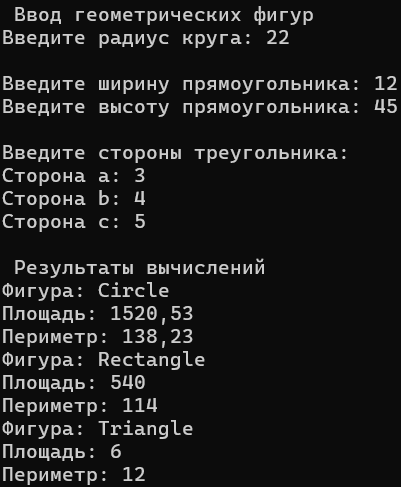 Ввод геометрических фигур
Введите радиус круга: 22
Введите ширину прямоугольника: 12
Введите высоту прямоугольника: 45
Введите стороны треугольника:
Сторона a: 3
Сторона b: 4
Сторона c: 5
Результаты вычислений
Фигура: Circle
Площадь: 1520,53
Периметр: 138,23
Фигура: Rectangle
Площадь: 540
Периметр: 114
Фигура: Triangle
Площадь: 6
Периметр: 12